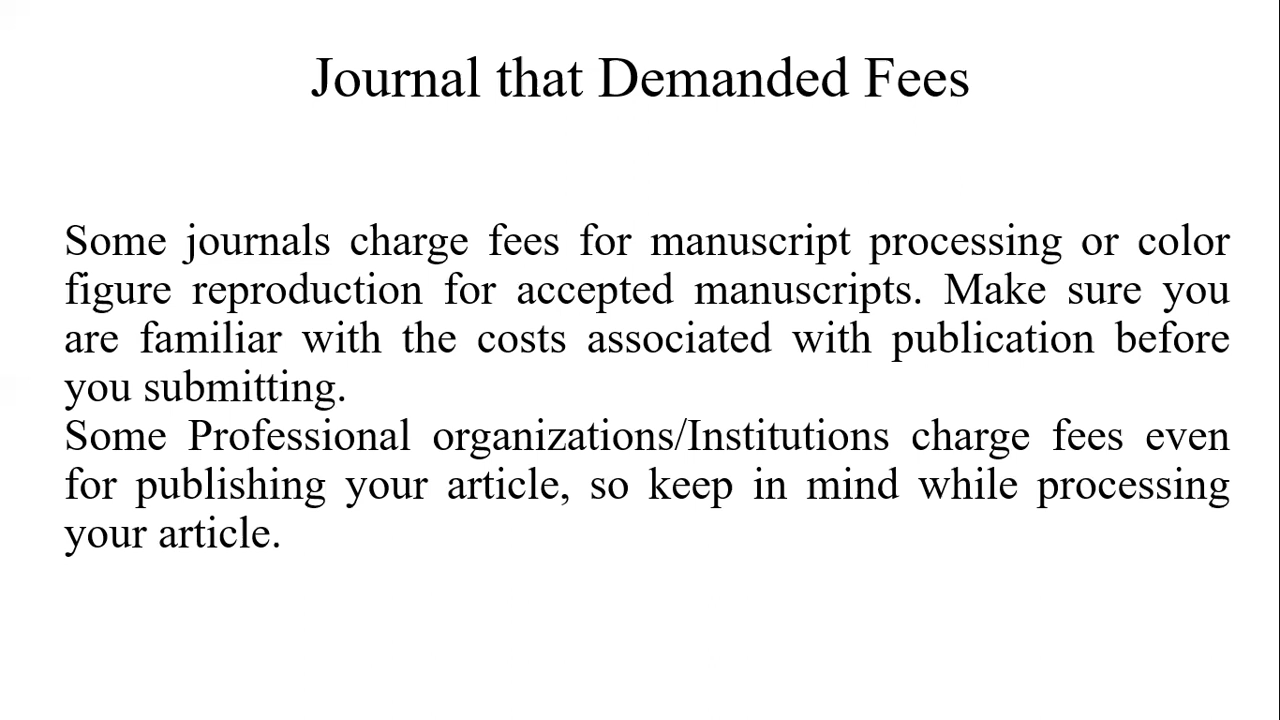 Journal that Demanded Fees
Some journals charge fees for manuscript processing or color
figure reproduction for accepted manuscripts. Make sure you
are familiar with the costs associated with publication before
you submitting.
Some Professional organizations/Institutions charge fees even
for publishing your article, so keep in mind while processing
your article.